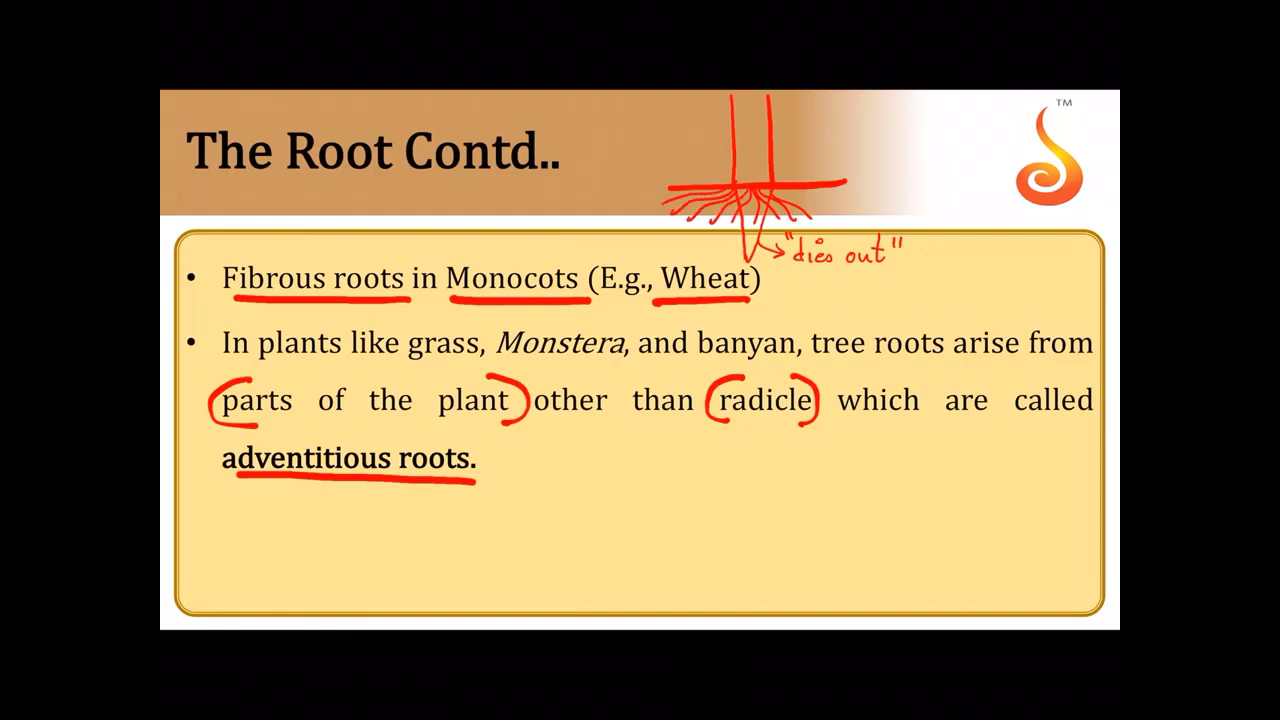 The Root Contd..
TM
"dies out"
• Fibrous roots in Monocots (E.g., Wheat)
• In plants like grass, Monstera, and banyan, tree roots arise from
parts of the plant other than radicle which are called
adventitious roots.